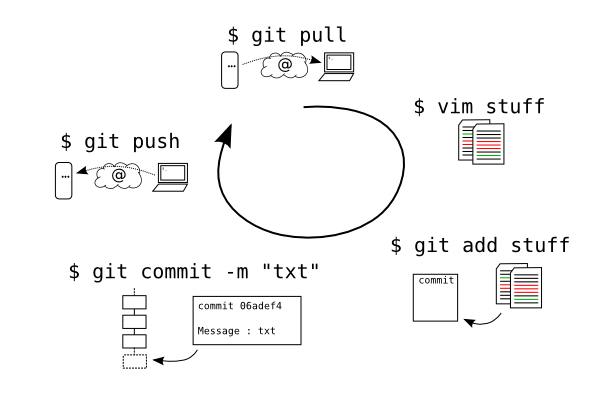 $ git pull
@
$ vim stuff
$ git push
@
$ git add stuff
commit
$ git commit -m "txt"
commit 06adef4
Message : txt